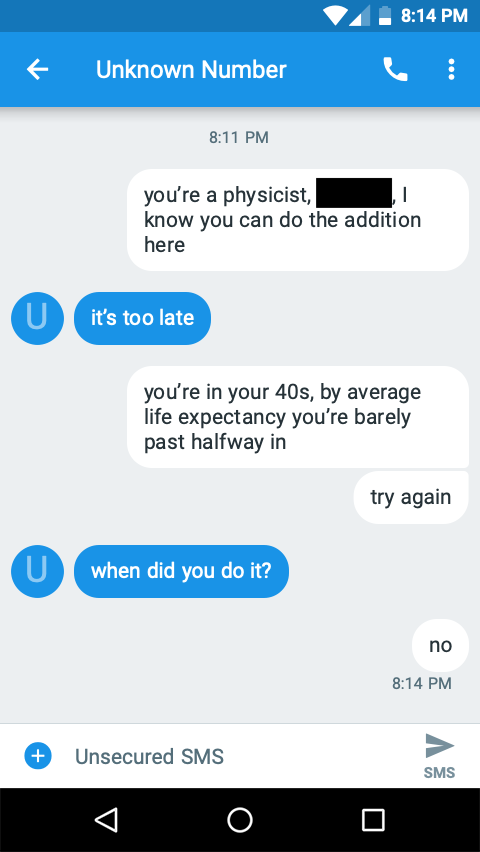 8:14 PM
Unknown Number
8:11 PM
you’re a physicist, , I
know you can do the addition
here
U
it’s too late
you’re in your 40s, by average
life expectancy you’re barely
past halfway in
try again
U
when did you do it?
no
8:14 PM
Unsecured SMS
SMS